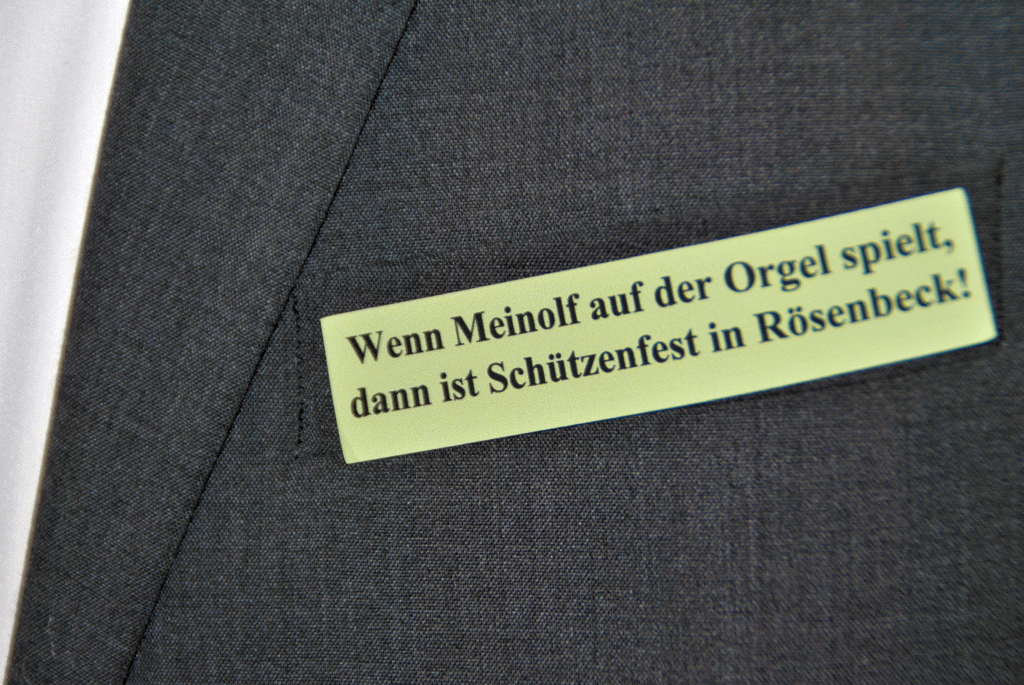 Wenn Meinolf auf der Orgel spielt,
dann ist Schützenfest in Rösenbeck!